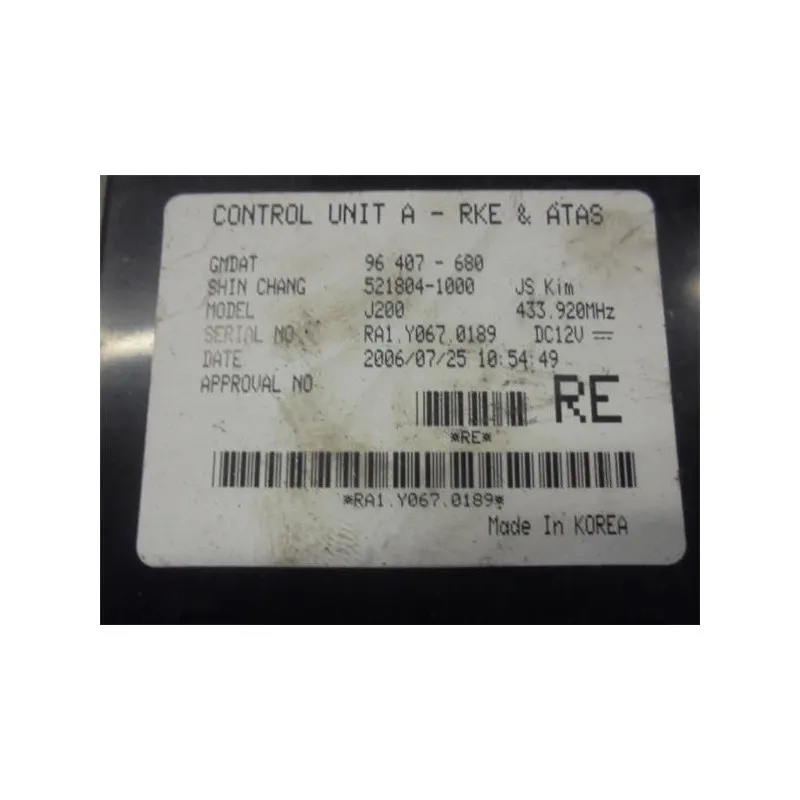 CONTROL UNIT A - RKE & ATAS
GMDAT 96 407 - 680
SHIN CHANG 521804-1000 JS Kim
MODEL J200 433.920MHz
SERIAL NO RA1.Y067.0189 DC12V
DATE 2006/07/25 10:54:49
APPROVAL NO
RE
*RE*
*RA1.Y067.0189*
Made In KOREA